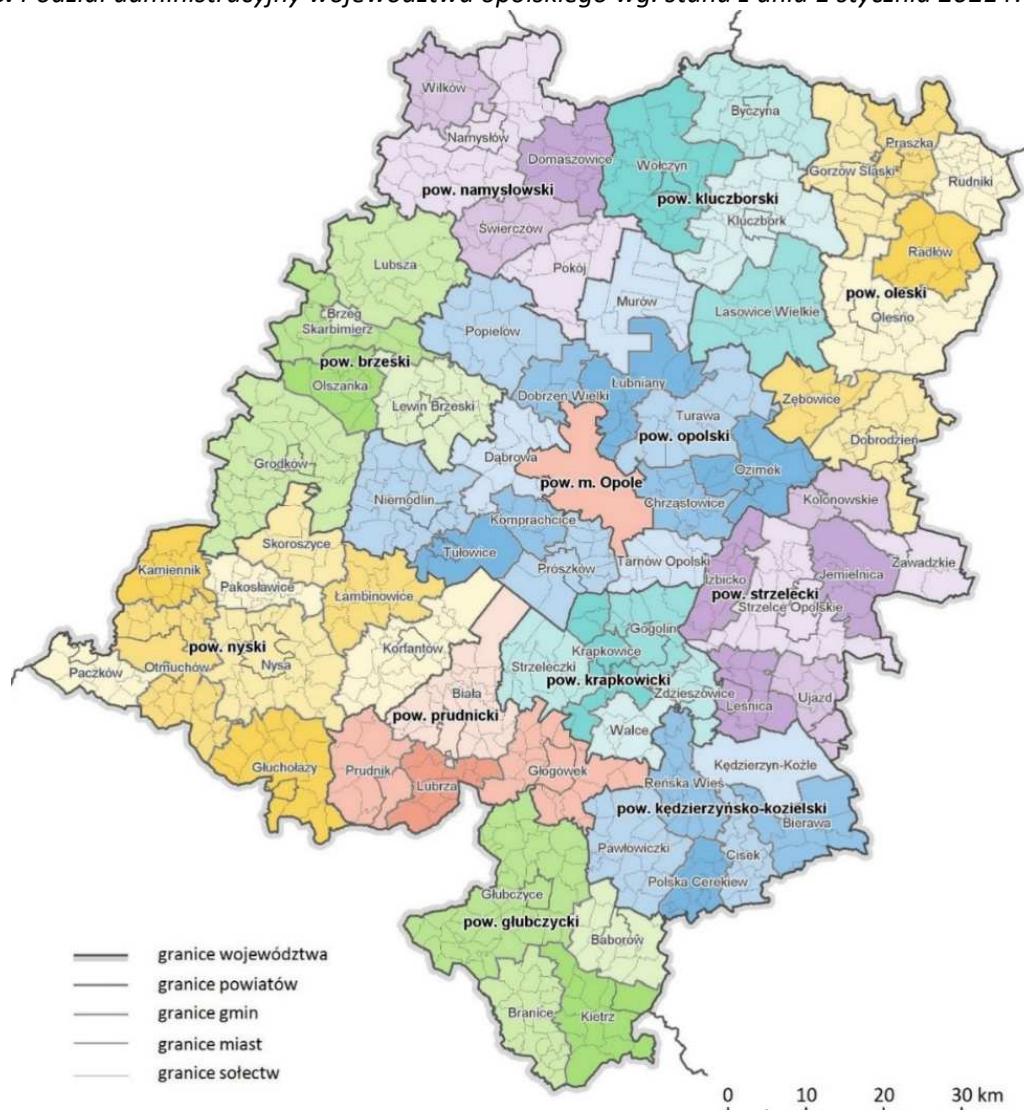 Podział administracyjny województwa opolskiego wg. stanu z dnia 1 stycznia 2021 r.
Wilków
Namysłów
Domaszowice
pow. namysłowski
Świerczów
Pokój
Byczyna
Wołczyn
pow. kluczborski
Kluczbork
Lasowice Wielkie
Praszka
Gorzów Śląski
Rudniki
Radłów
pow. oleski
Olesno
Zębowice
Dobrodzień
Lubsza
Brzeg
Skarbimierz
pow. brzeski
Olszanka
Lewin Brzeski
Grodków
Murów
Popielów
Dobrzeń Wielki
Łubniany
Turawa
pow. opolski
Dąbrowa
Ozimek
pow. m. Opole
Chrząstowice
Niemodlin
Komprachcice
Tułowice
Prószków
Tarnów Opolski
Kolonowskie
Zawadzkie
Jemielnica
Izbicko
pow. strzelecki
Strzelce Opolskie
Leśnica
Ujazd
Skoroszyce
Kamiennik
Pakosławice
Łambinowice
pow. nyski
Otmuchów
Nysa
Korfantów
Paczków
Głuchołazy
Gogolin
Krapkowice
Strzeleczki
pow. krapkowicki
Zdzieszowice
Walce
Biała
pow. prudnicki
Prudnik
Lubrza
Głogówek
Kędzierzyn-Koźle
Reńska Wieś
pow. kędzierzyńsko-kozielski
Bierawa
Pawłowiczki
Cisek
Polska Cerekiew
Głubczyce
pow. głubczycki
Baborów
Branice
Kietrz
granice województwa
granice powiatów
granice gmin
granice miast
granice sołectw
0 10 20 30 km